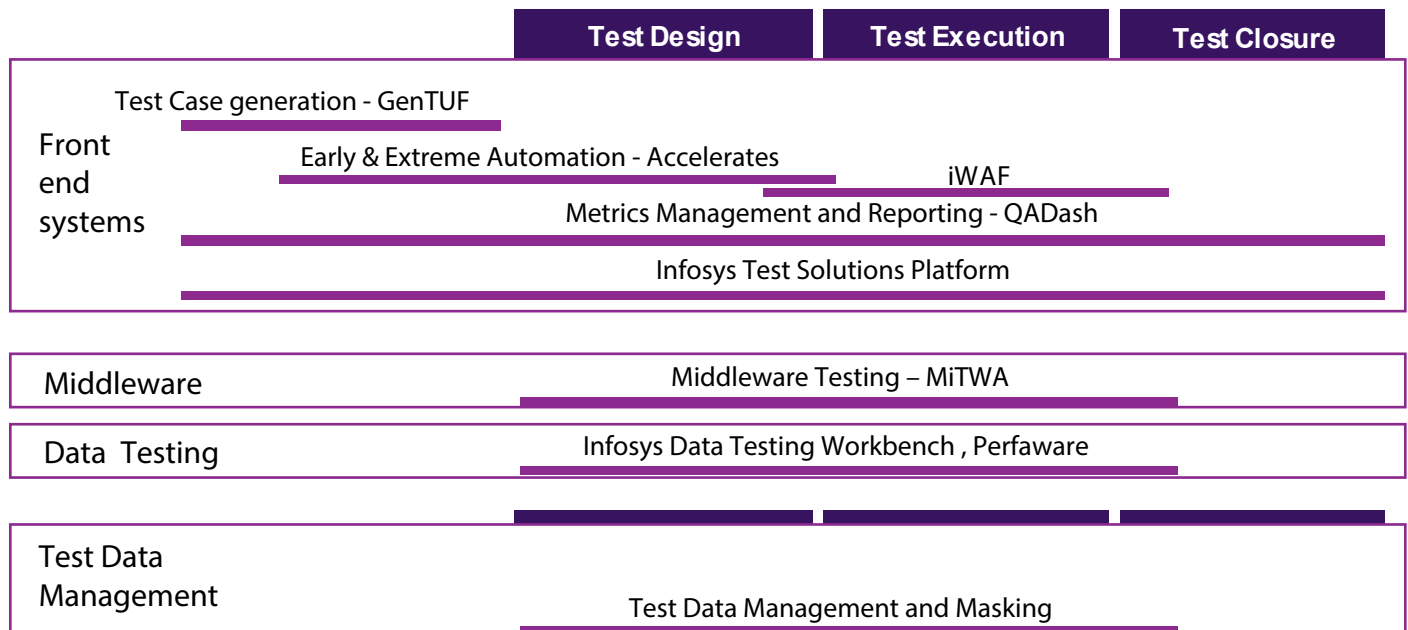 Test Design
Test Execution
Test Closure
Test Case generation - GenTUF
Front
end
systems
Early & Extreme Automation - Accelerates
iWAF
Metrics Management and Reporting - QADash
Infosys Test Solutions Platform
Middleware
Middleware Testing – MiTWA
Data Testing
Infosys Data Testing Workbench , Perfaware
Test Data
Management
Test Data Management and Masking